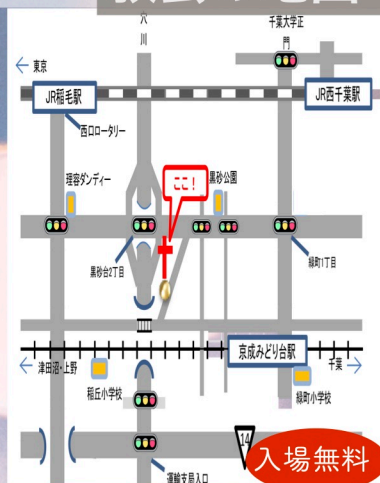 穴川
千葉大学正門
← 東京
JR稲毛駅
JR西千葉駅
西口ロータリー
理容ダンディー
ここ！
黒砂公園
黒砂台2丁目
緑町1丁目
京成みどり台駅
← 津田沼・上野
千葉 →
稲丘小学校
緑町小学校
14
入場無料
運輸支局入口